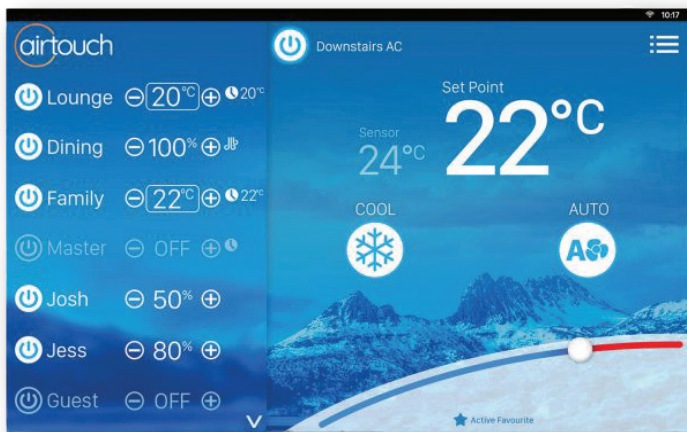 10:17
airtouch
Downstairs AC
Lounge 20°C 20°C
Dining 100%
Family 22°C 22°C
Master OFF
Josh 50%
Jess 80%
Guest OFF
Set Point
22°C
Sensor
24°C
COOL
AUTO
A
Active Favourite